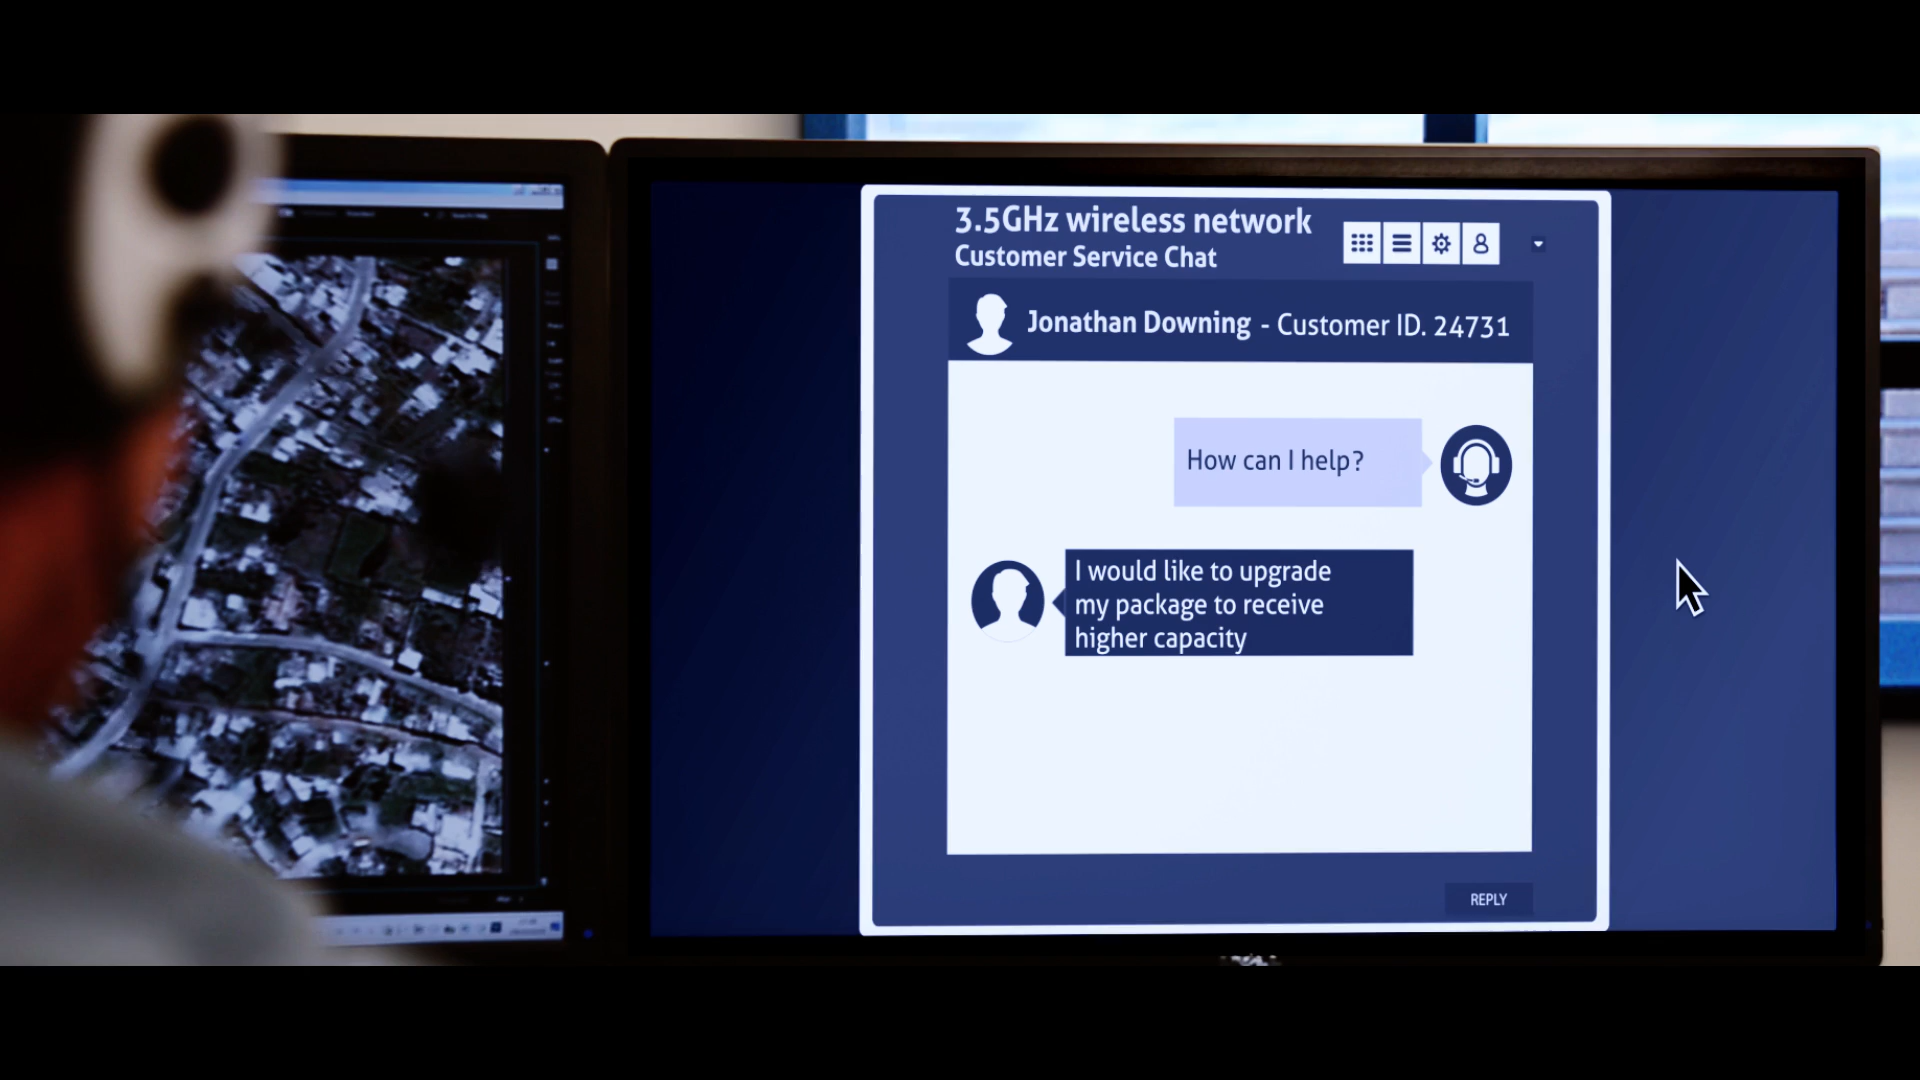 3.5GHz wireless network
Customer Service Chat
Jonathan Downing - Customer ID. 24731
How can I help?
I would like to upgrade
my package to receive
higher capacity
REPLY